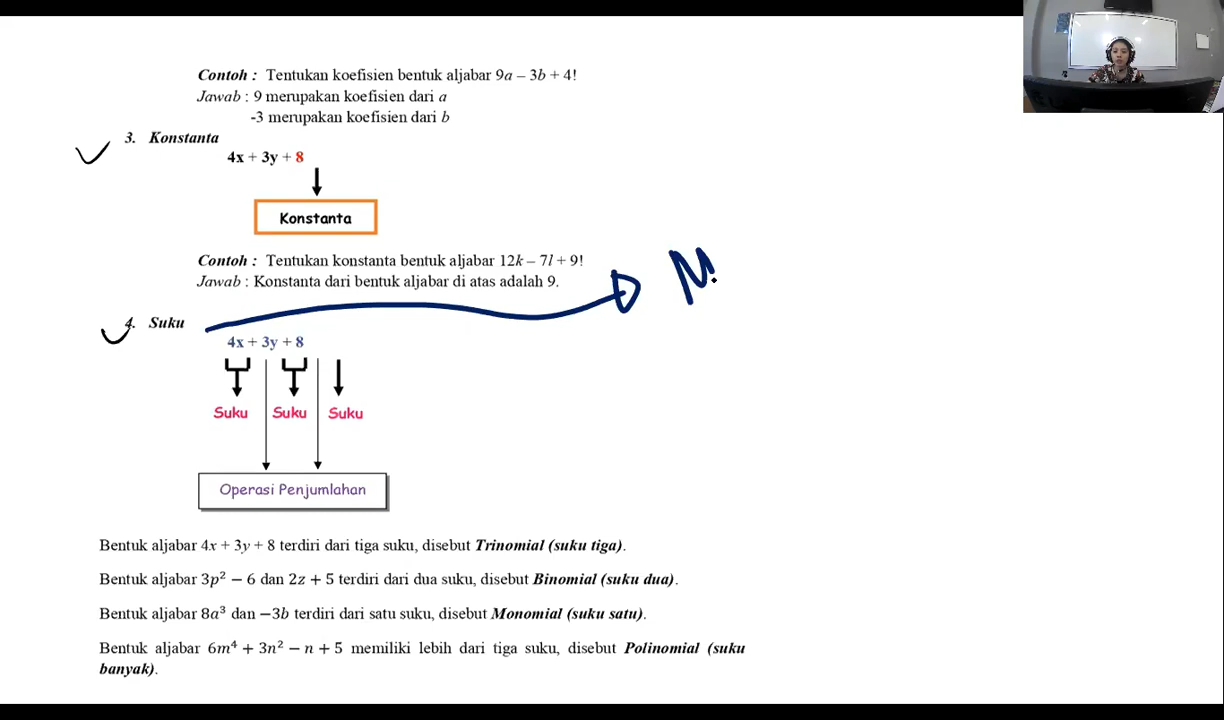 Contoh : Tentukan koefisien bentuk aljabar 9a – 3b + 4!
Jawab : 9 merupakan koefisien dari a
-3 merupakan koefisien dari b
3. Konstanta
4x + 3y + 8
Konstanta
Contoh : Tentukan konstanta bentuk aljabar 12k – 7l + 9!
Jawab : Konstanta dari bentuk aljabar di atas adalah 9.
M
4. Suku
4x + 3y + 8
Suku Suku Suku
Operasi Penjumlahan
Bentuk aljabar 4x + 3y + 8 terdiri dari tiga suku, disebut Trinomial (suku tiga).
Bentuk aljabar 3p² − 6 dan 2z + 5 terdiri dari dua suku, disebut Binomial (suku dua).
Bentuk aljabar 8a³ dan −3b terdiri dari satu suku, disebut Monomial (suku satu).
Bentuk aljabar 6m⁴ + 3n² − n + 5 memiliki lebih dari tiga suku, disebut Polinomial (suku
banyak).